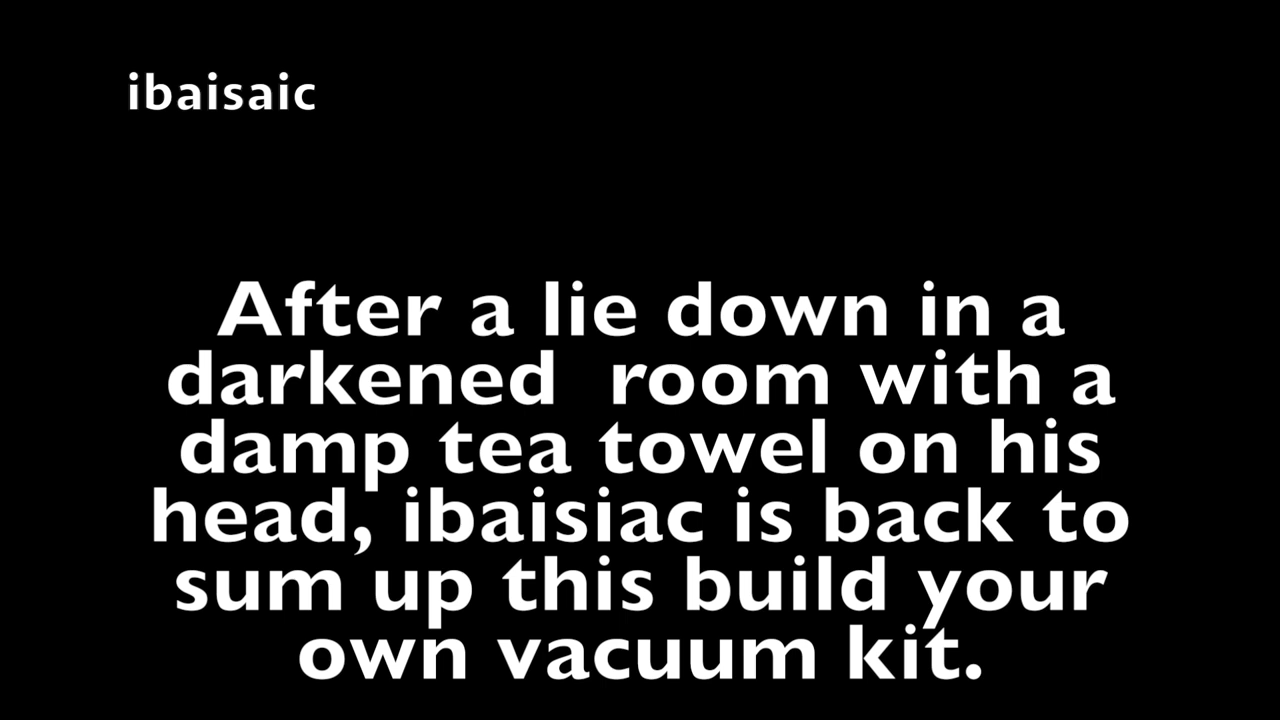 ibaisaic
After a lie down in a
darkened  room with a
damp tea towel on his
head, ibaisiac is back to
sum up this build your
own vacuum kit.